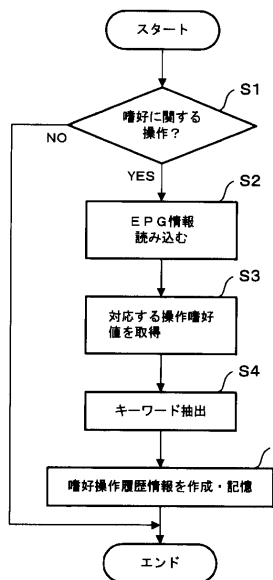 スタート
S1
嗜好に関する
操作？
NO
YES
S2
ＥＰＧ情報
読み込む
S3
対応する操作嗜好
値を取得
S4
キーワード抽出
嗜好操作履歴情報を作成・記憶
エンド